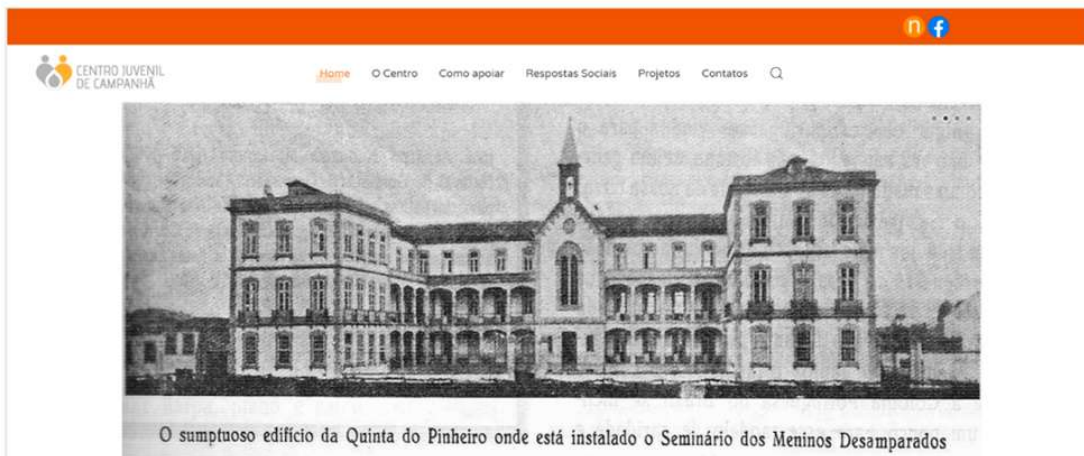 n f
CENTRO JUVENIL
DE CAMPANHÃ
Home O Centro Como apoiar Respostas Sociais Projetos Contatos
O sumptuoso edifício da Quinta do Pinheiro onde está instalado o Seminário dos Meninos Desamparados